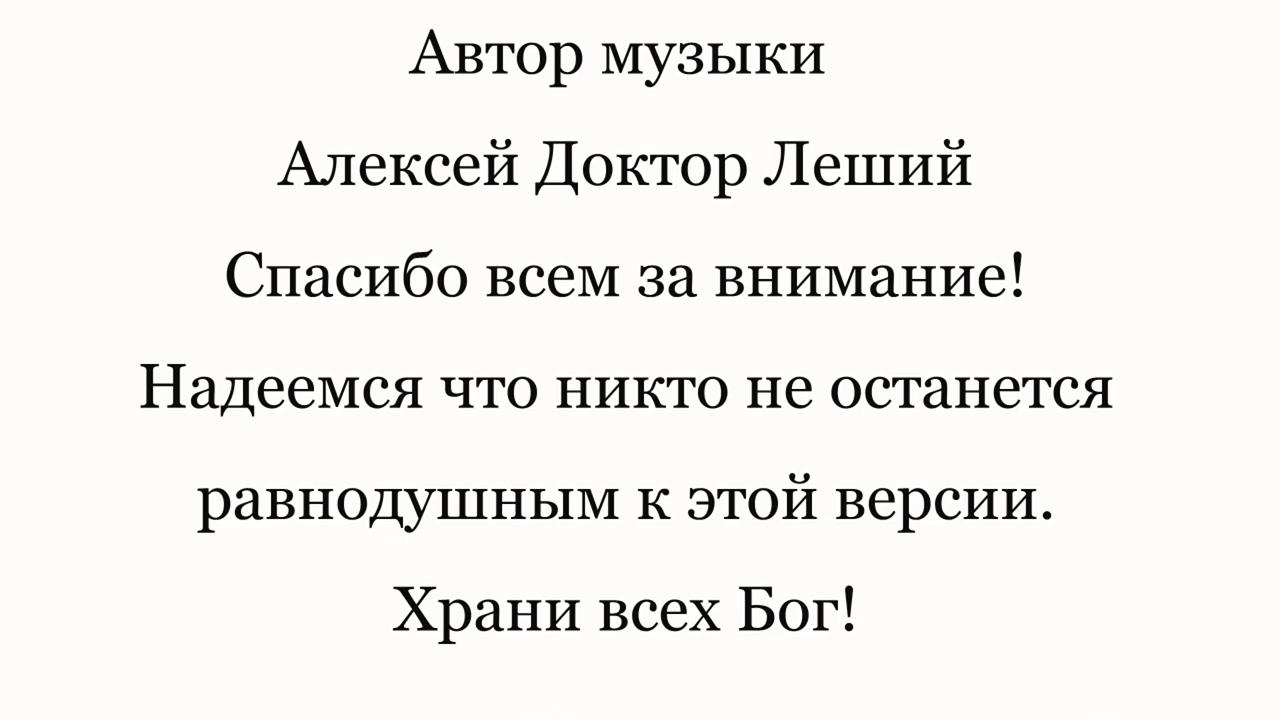 Автор музыки
Алексей Доктор Леший
Спасибо всем за внимание!
Надеемся что никто не останется
равнодушным к этой версии.
Храни всех Бог!